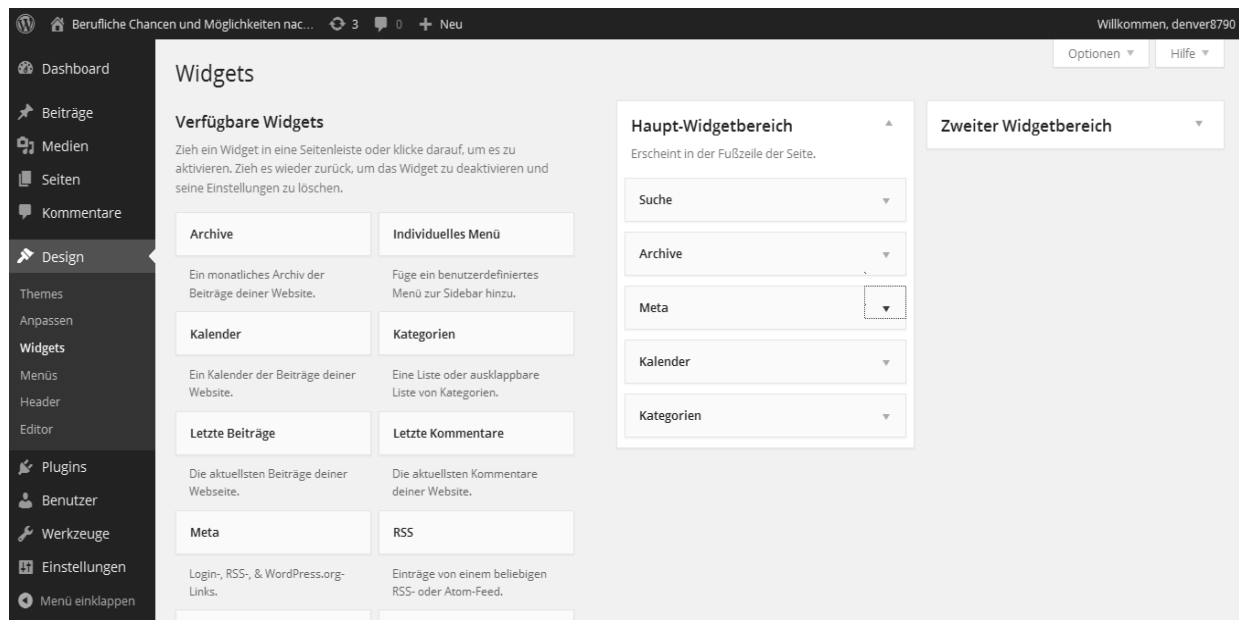 Berufliche Chancen und Möglichkeiten nac... 3 0 + Neu
Willkommen, denver8790
Dashboard
Beiträge
Medien
Seiten
Kommentare
Design
Themes
Anpassen
Widgets
Menüs
Header
Editor
Plugins
Benutzer
Werkzeuge
Einstellungen
Menü einklappen
Optionen
Hilfe
Widgets
Verfügbare Widgets
Zieh ein Widget in eine Seitenleiste oder klicke darauf, um es zu
aktivieren. Zieh es wieder zurück, um das Widget zu deaktivieren und
seine Einstellungen zu löschen.
Archive
Ein monatliches Archiv der
Beiträge deiner Website.
Individuelles Menü
Füge ein benutzerdefiniertes
Menü zur Sidebar hinzu.
Kalender
Ein Kalender der Beiträge deiner
Website.
Kategorien
Eine Liste oder ausklappbare
Liste von Kategorien.
Letzte Beiträge
Die aktuellsten Beiträge deiner
Webseite.
Letzte Kommentare
Die aktuellsten Kommentare
deiner Website.
Meta
Login-, RSS-, & WordPress.org-
Links.
RSS
Einträge von einem beliebigen
RSS- oder Atom-Feed.
Haupt-Widgetbereich
Erscheint in der Fußzeile der Seite.
Suche
Archive
Meta
Kalender
Kategorien
Zweiter Widgetbereich